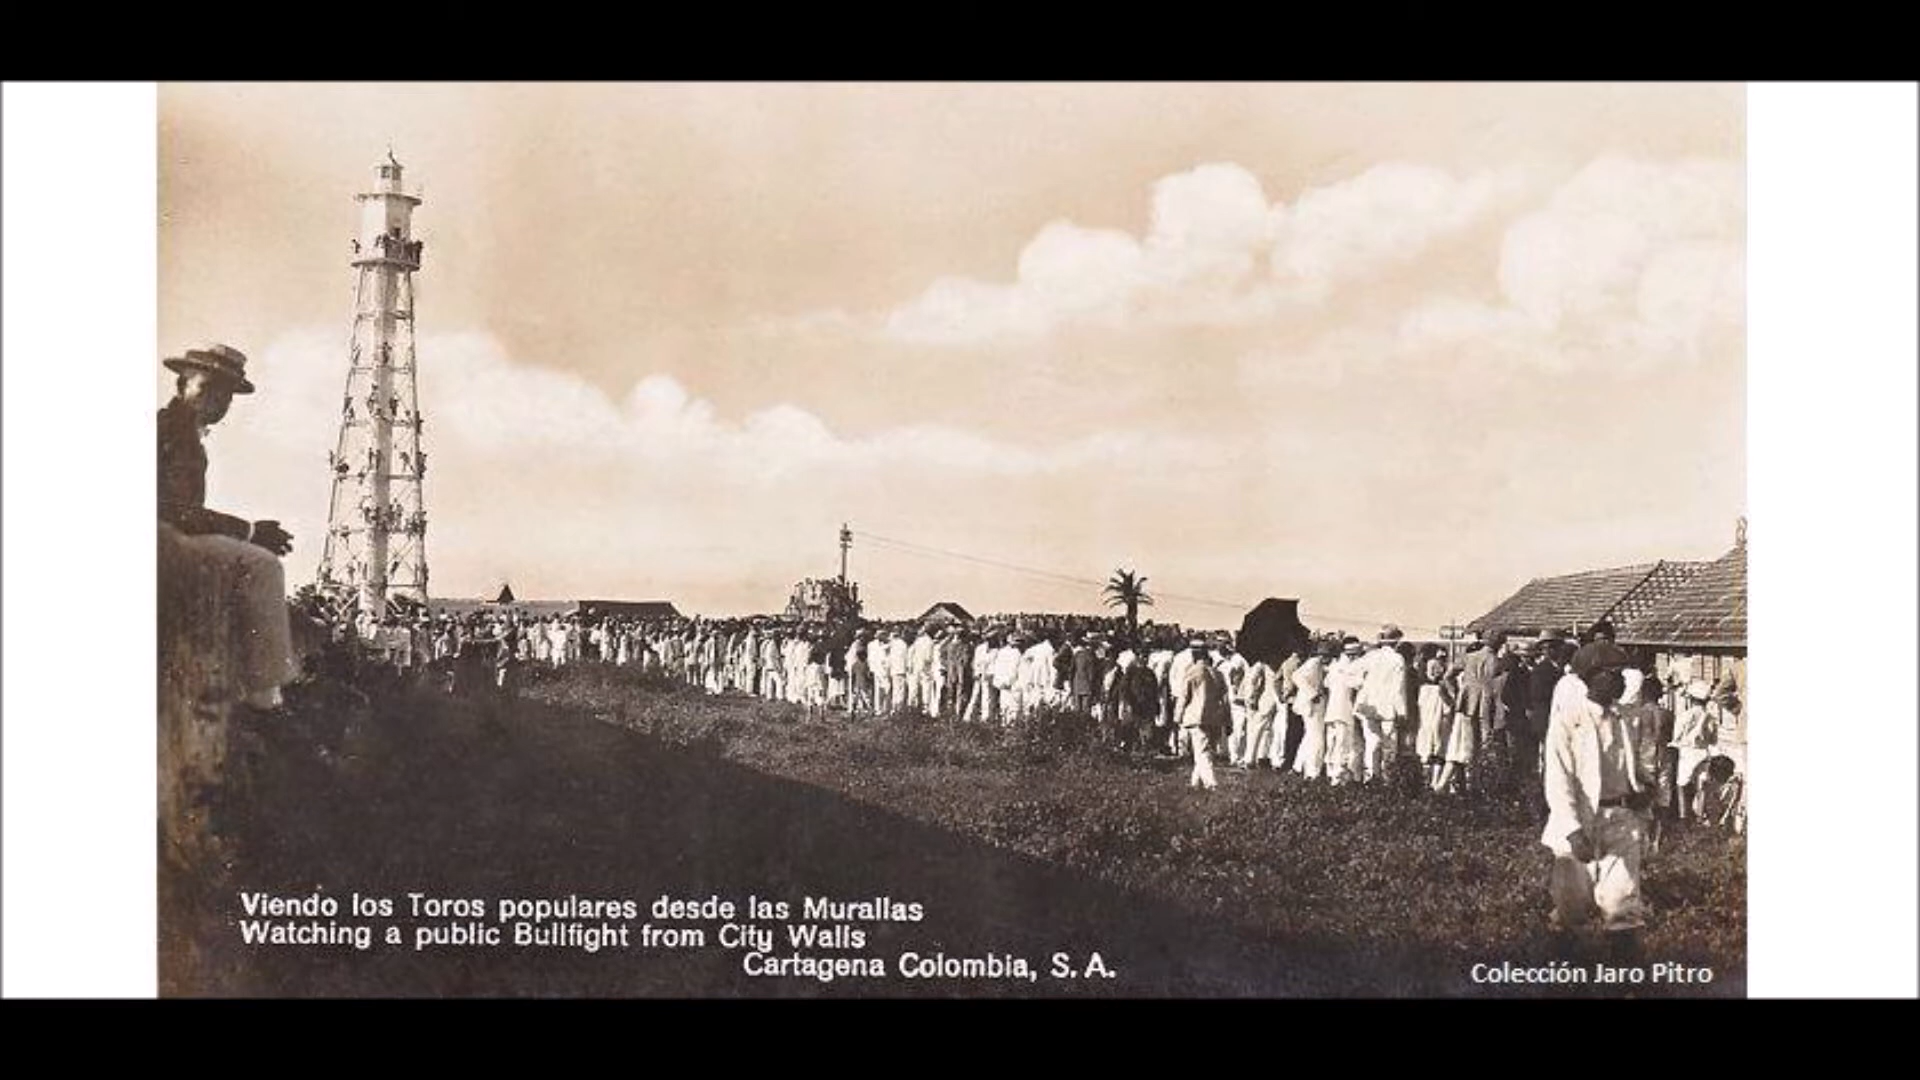 Viendo los Toros populares desde las Murallas
Watching a public Bullfight from City Walls
Cartagena Colombia, S. A.
Colección Jaro Pitro